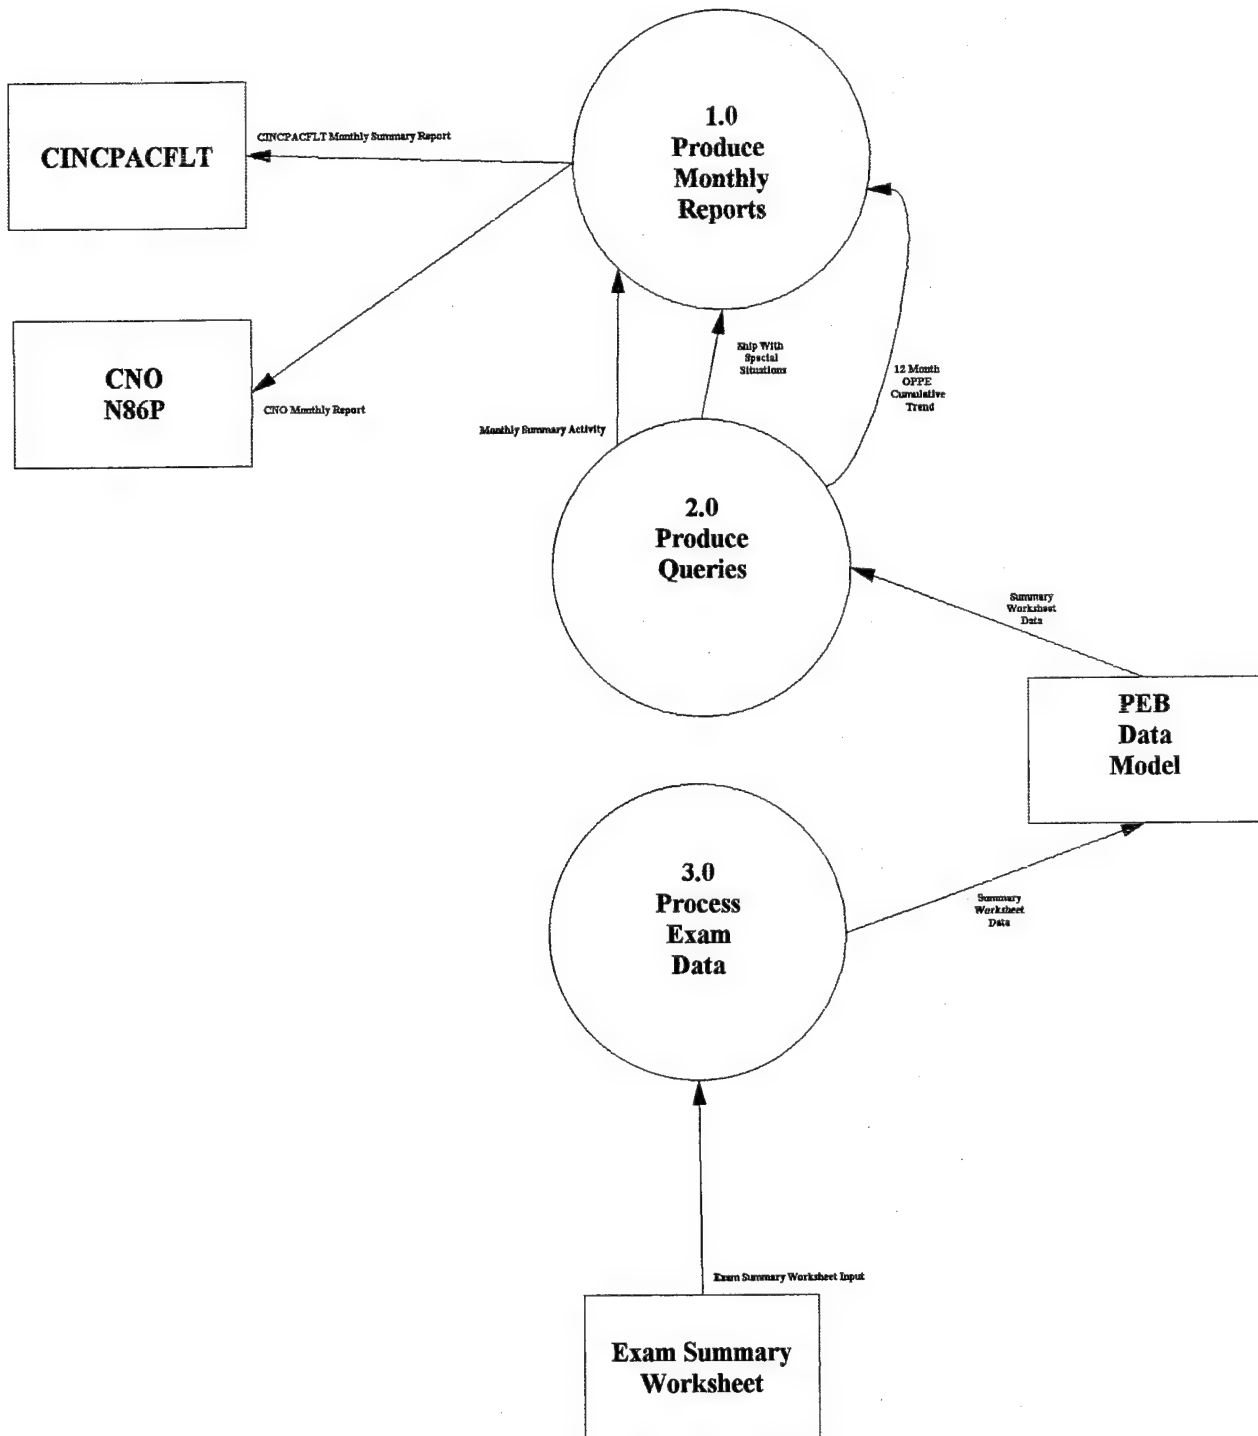 1.0
Produce
Monthly
Reports
CINCPACFLT Monthly Summary Report
CINCPACFLT
Ship With
Special
Situations
12 Month
OPPE
Cumulative
Trend
CNO
N86P
CNO Monthly Report
Monthly Summary Activity
2.0
Produce
Queries
Summary
Worksheet
Data
PEB
Data
Model
3.0
Process
Exam
Data
Summary
Worksheet
Data
Exam Summary Worksheet Input
Exam Summary
Worksheet